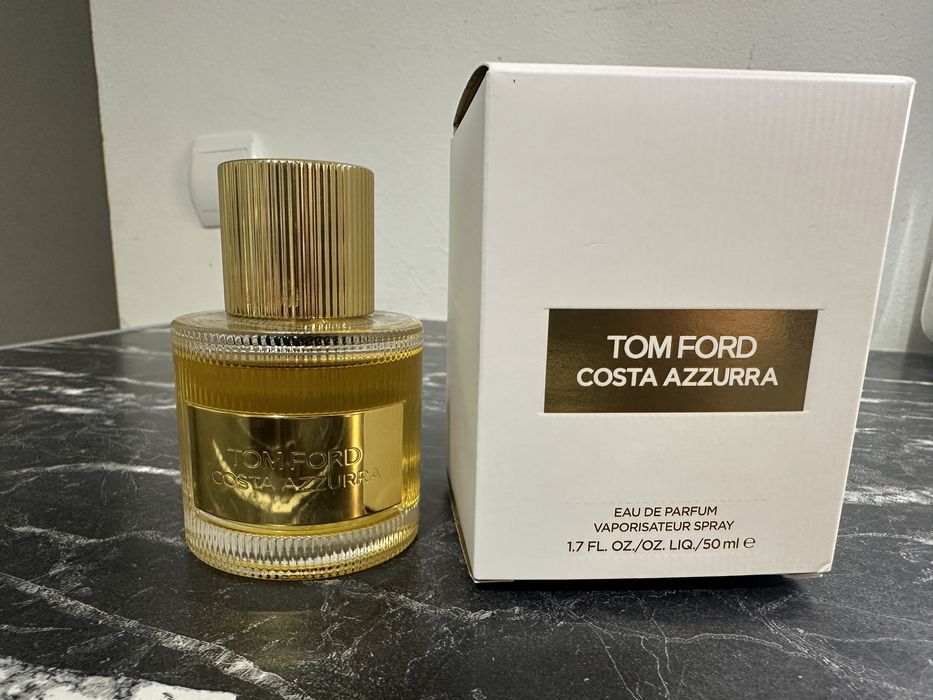 TOM FORD
COSTA AZZURRA
TOM FORD
COSTA AZZURRA
EAU DE PARFUM
VAPORISATEUR SPRAY
1.7 FL. OZ./OZ. LIQ./50 ml ℮